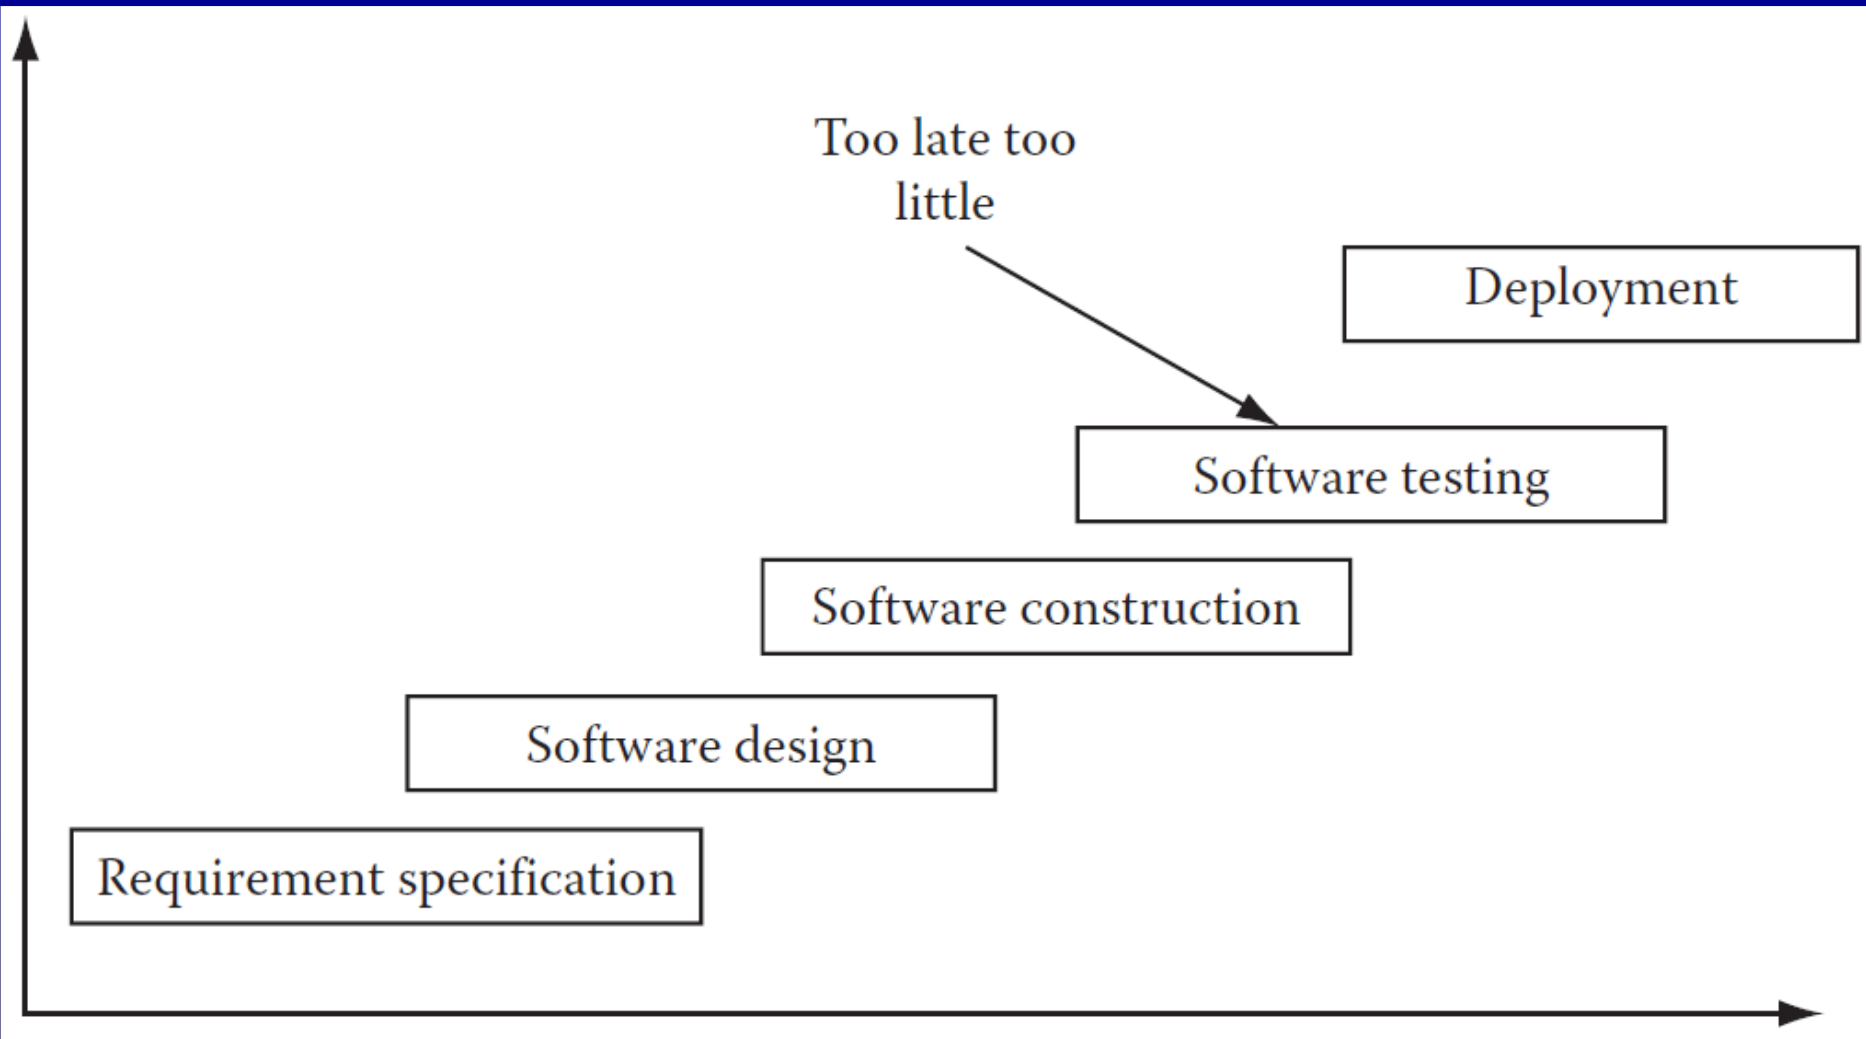 Too late too
little
Deployment
Software testing
Software construction
Software design
Requirement specification